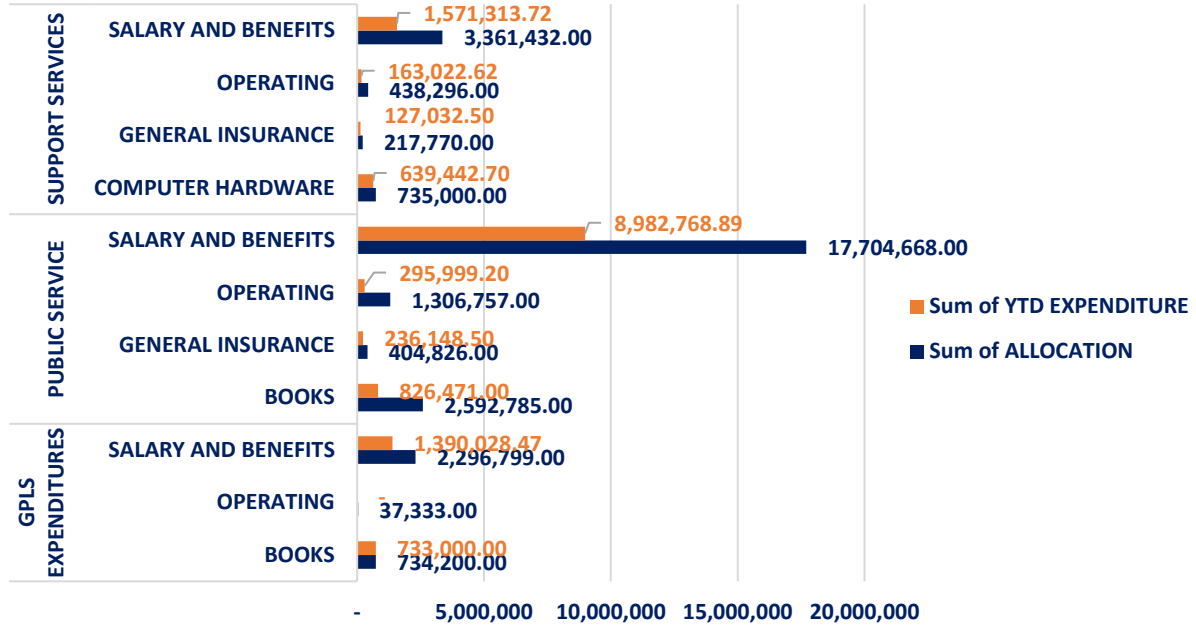 SUPPORT SERVICES
SALARY AND BENEFITS
1,571,313.72
3,361,432.00
OPERATING
163,022.62
438,296.00
GENERAL INSURANCE
127,032.50
217,770.00
COMPUTER HARDWARE
639,442.70
735,000.00
PUBLIC SERVICE
SALARY AND BENEFITS
8,982,768.89
17,704,668.00
OPERATING
295,999.20
1,306,757.00
GENERAL INSURANCE
236,148.50
404,826.00
BOOKS
826,471.00
2,592,785.00
GPLS
EXPENDITURES
SALARY AND BENEFITS
1,390,028.47
2,296,799.00
OPERATING
-
37,333.00
BOOKS
733,000.00
734,200.00
- 5,000,000 10,000,000 15,000,000 20,000,000
Sum of YTD EXPENDITURE
Sum of ALLOCATION